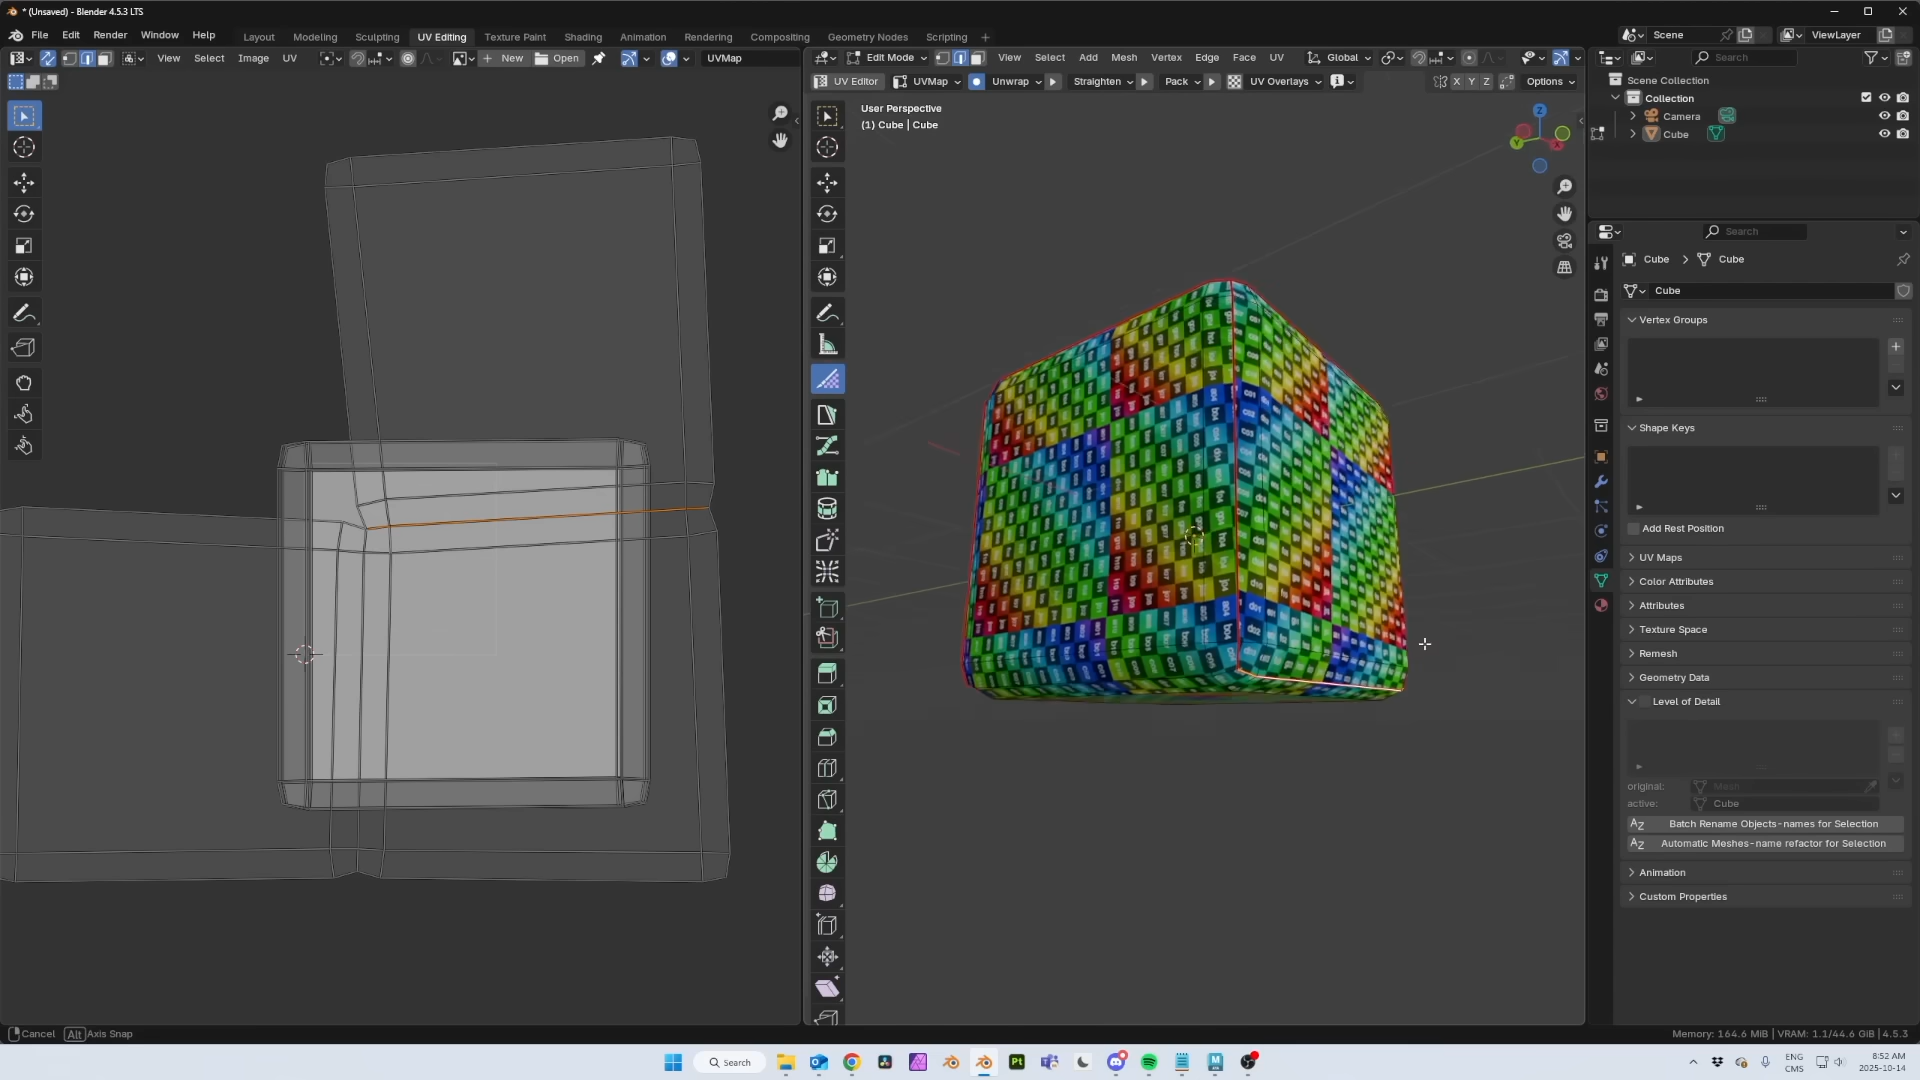 * (Unsaved) - Blender 4.5.3 LTS
File Edit Render Window Help Layout Modeling Sculpting UV Editing Texture Paint Shading Animation Rendering Compositing Geometry Nodes Scripting Scene ViewLayer
View Select Image UV New Open UVMap
Edit Mode View Select Add Mesh Vertex Edge Face UV Global
Search
UV Editor UVMap Unwrap Straighten Pack UV Overlays X Y Z Options
User Perspective
(1) Cube | Cube
Scene Collection
Collection
Camera
Cube
Search
Cube Cube
Cube
Vertex Groups
Shape Keys
Add Rest Position
UV Maps
Color Attributes
Attributes
Texture Space
Remesh
Geometry Data
Level of Detail
original: Mesh
active: Cube
Batch Rename Objects-names for Selection
Automatic Meshes-name refactor for Selection
Animation
Custom Properties
Cancel Alt Axis Snap
Memory: 164.6 MiB | VRAM: 1.1/44.6 GiB | 4.5.3
Search
ENG
CMS
8:52 AM
2025-10-14